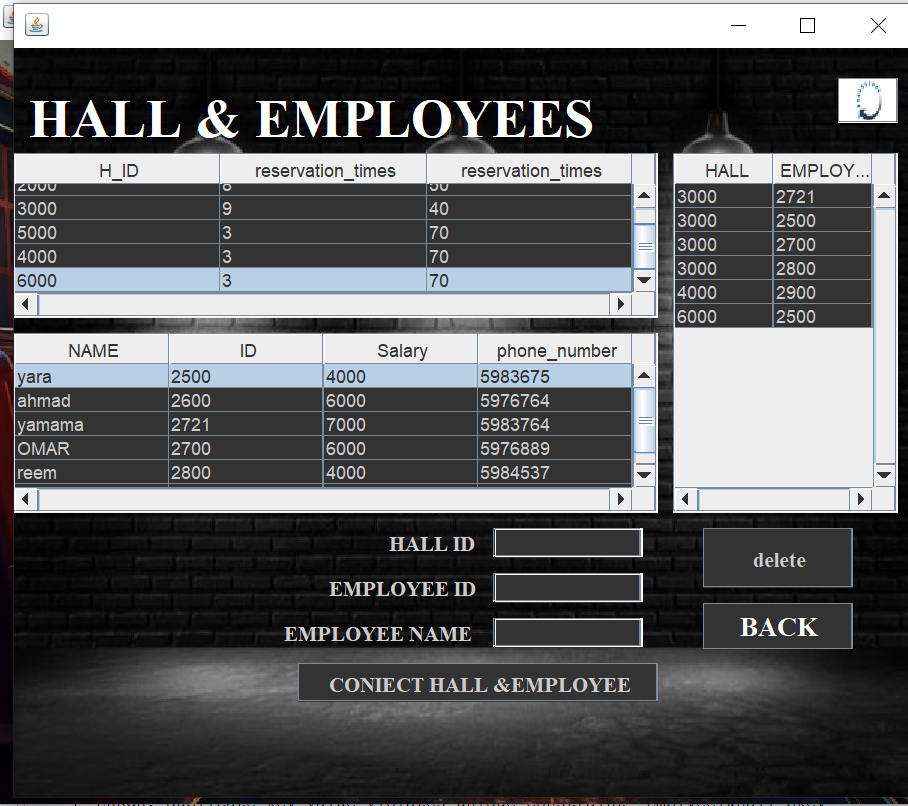 HALL & EMPLOYEES
H_ID reservation_times reservation_times
2000 8 50
3000 9 40
5000 3 70
4000 3 70
6000 3 70
HALL EMPLOY...
3000 2721
3000 2500
3000 2700
3000 2800
4000 2900
6000 2500
NAME ID Salary phone_number
yara 2500 4000 5983675
ahmad 2600 6000 5976764
yamama 2721 7000 5983764
OMAR 2700 6000 5976889
reem 2800 4000 5984537
HALL ID
EMPLOYEE ID
EMPLOYEE NAME
CONIECT HALL &EMPLOYEE
delete
BACK